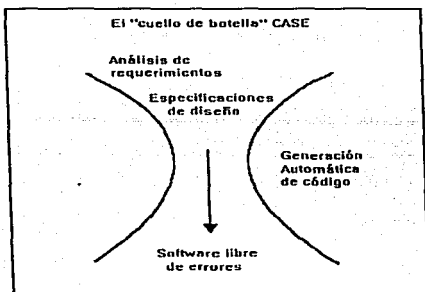 El "cuello de botella" CASE
Análisis de
requerimientos
Especificaciones
de diseño
Generación
Automática
de código
Software libre
de errores